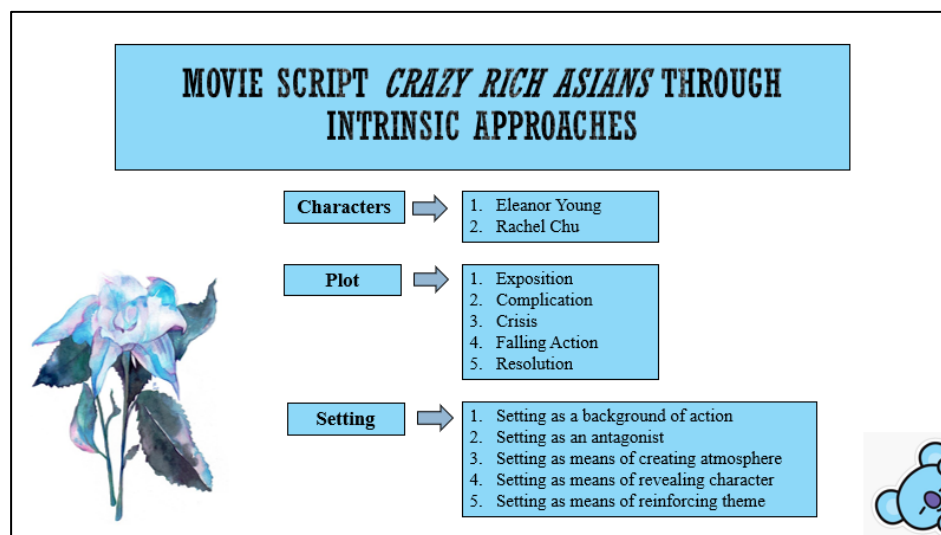 MOVIE SCRIPT CRAZY RICH ASIANS THROUGH
INTRINSIC APPROACHES
Characters
1. Eleanor Young
2. Rachel Chu
Plot
1. Exposition
2. Complication
3. Crisis
4. Falling Action
5. Resolution
Setting
1. Setting as a background of action
2. Setting as an antagonist
3. Setting as means of creating atmosphere
4. Setting as means of revealing character
5. Setting as means of reinforcing theme